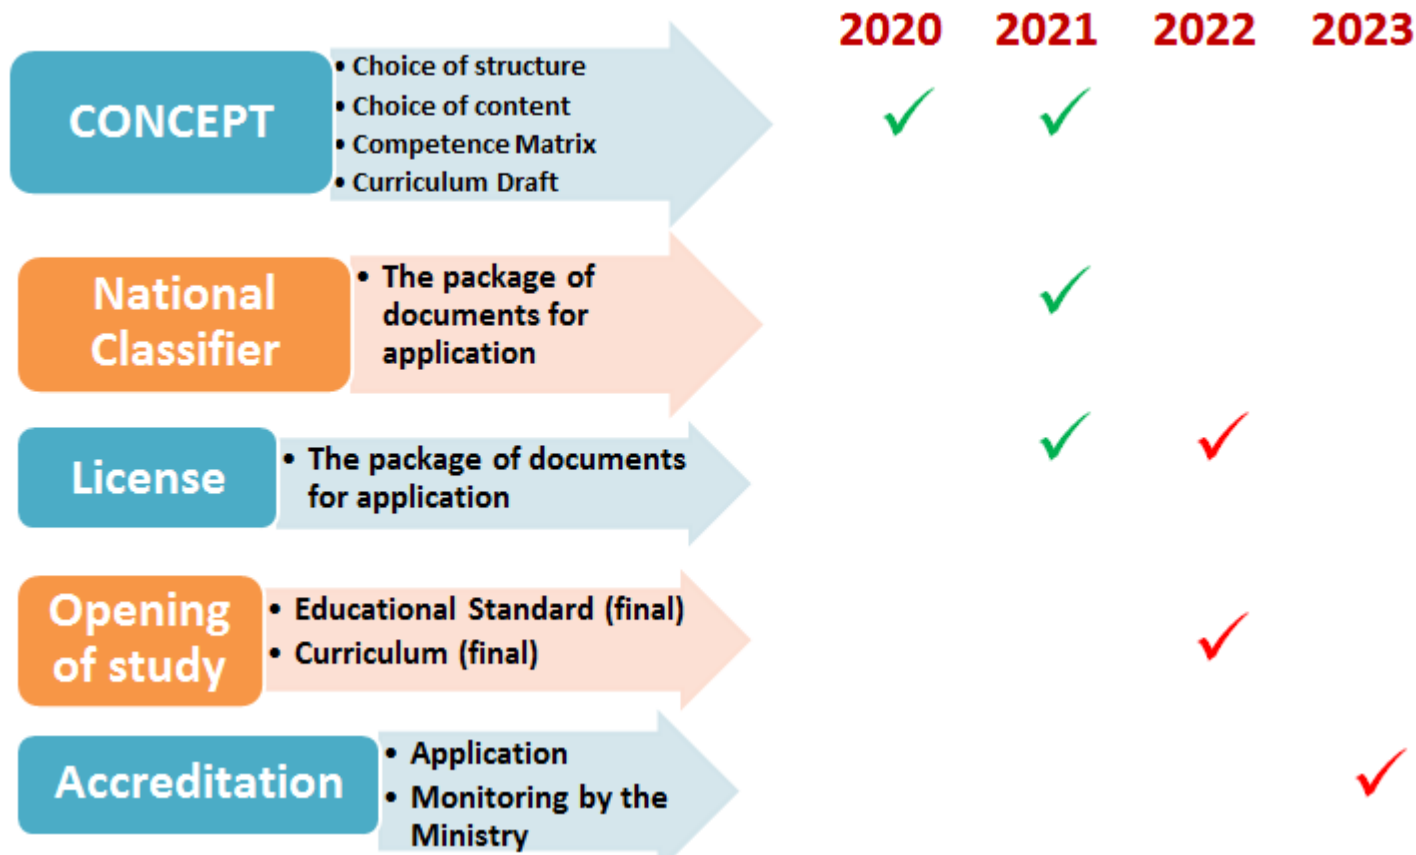 2020 2021 2022 2023
CONCEPT
• Choice of structure
• Choice of content
• Competence Matrix
• Curriculum Draft
National
Classifier
• The package of
documents for
application
License
• The package of documents
for application
Opening
of study
• Educational Standard (final)
• Curriculum (final)
Accreditation
• Application
• Monitoring by the
Ministry